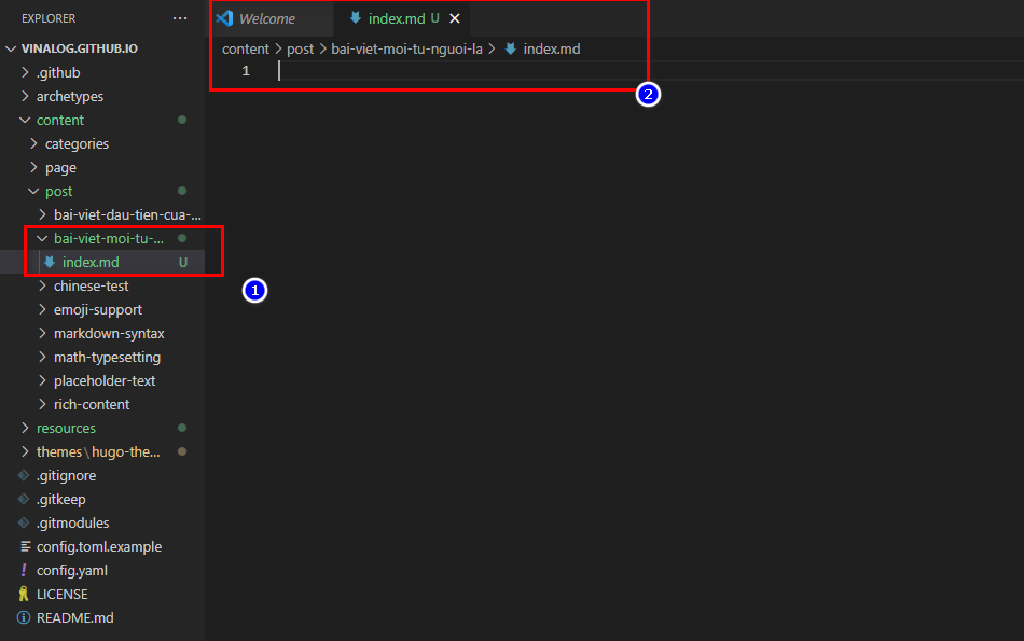 EXPLORER ...
VINALOG.GITHUB.IO
.github
archetypes
content
categories
page
post
bai-viet-dau-tien-cua-...
bai-viet-moi-tu-...
index.md U
chinese-test
emoji-support
markdown-syntax
math-typesetting
placeholder-text
rich-content
resources
themes\hugo-the...
.gitignore
.gitkeep
.gitmodules
config.toml.example
! config.yaml
LICENSE
README.md
1
Welcome index.md U
content > post > bai-viet-moi-tu-nguoi-la > index.md
1
2